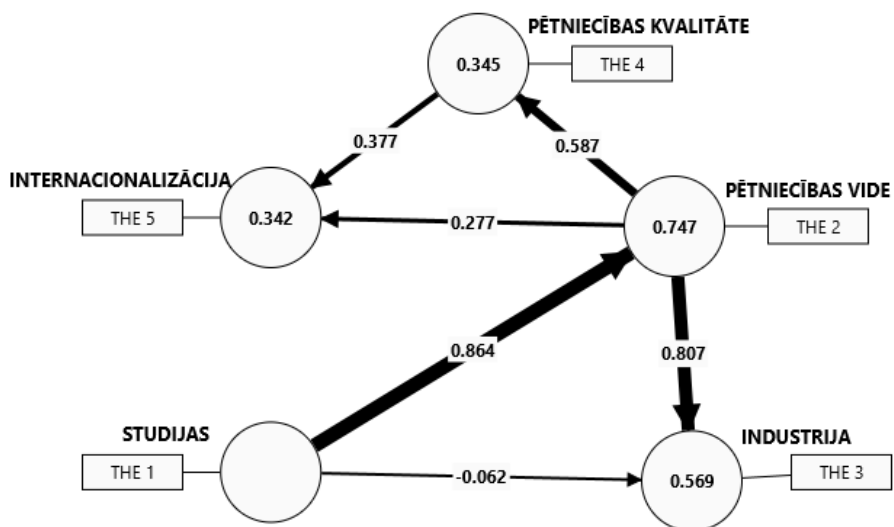 PĒTNIECĪBAS KVALITĀTE
0.345
THE 4
0.377
0.587
INTERNACIONALIZĀCIJA
THE 5
0.342
0.277
PĒTNIECĪBAS VIDE
0.747
THE 2
0.864
0.807
STUDIJAS
THE 1
-0.062
INDUSTRIJA
0.569
THE 3